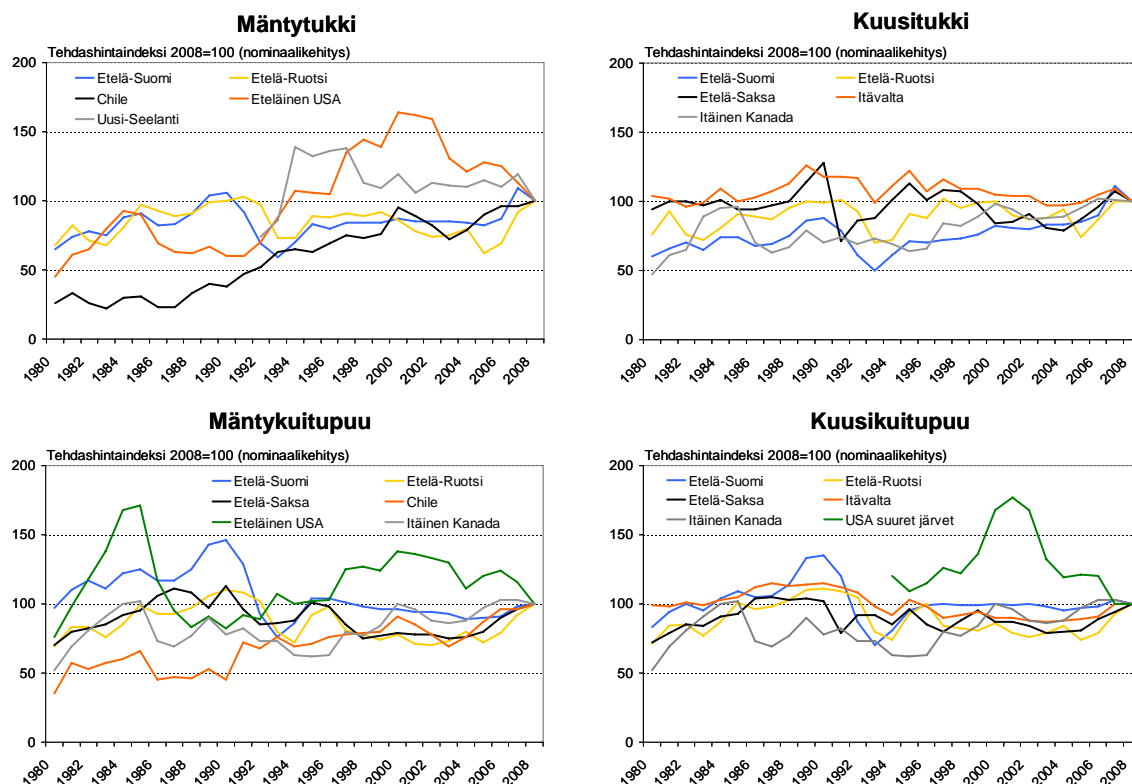 Mäntytukki
Tehdashintaindeksi 2008=100 (nominaalikehitys)
200
150
100
50
0
Etelä-Suomi
Etelä-Ruotsi
Chile
Eteläinen USA
Uusi-Seelanti
1980
1982
1984
1986
1988
1990
1992
1994
1996
1998
2000
2002
2004
2006
2008
Kuusitukki
Tehdashintaindeksi 2008=100 (nominaalikehitys)
200
150
100
50
0
Etelä-Suomi
Etelä-Ruotsi
Etelä-Saksa
Itävalta
Itäinen Kanada
1980
1982
1984
1986
1988
1990
1992
1994
1996
1998
2000
2002
2004
2006
2008
Mäntykuitupuu
Tehdashintaindeksi 2008=100 (nominaalikehitys)
200
150
100
50
0
Etelä-Suomi
Etelä-Ruotsi
Etelä-Saksa
Chile
Eteläinen USA
Itäinen Kanada
1980
1982
1984
1986
1988
1990
1992
1994
1996
1998
2000
2002
2004
2006
2008
Kuusikuitupuu
Tehdashintaindeksi 2008=100 (nominaalikehitys)
200
150
100
50
0
Etelä-Suomi
Etelä-Ruotsi
Etelä-Saksa
Itävalta
Itäinen Kanada
USA suuret järvet
1980
1982
1984
1986
1988
1990
1992
1994
1996
1998
2000
2002
2004
2006
2008